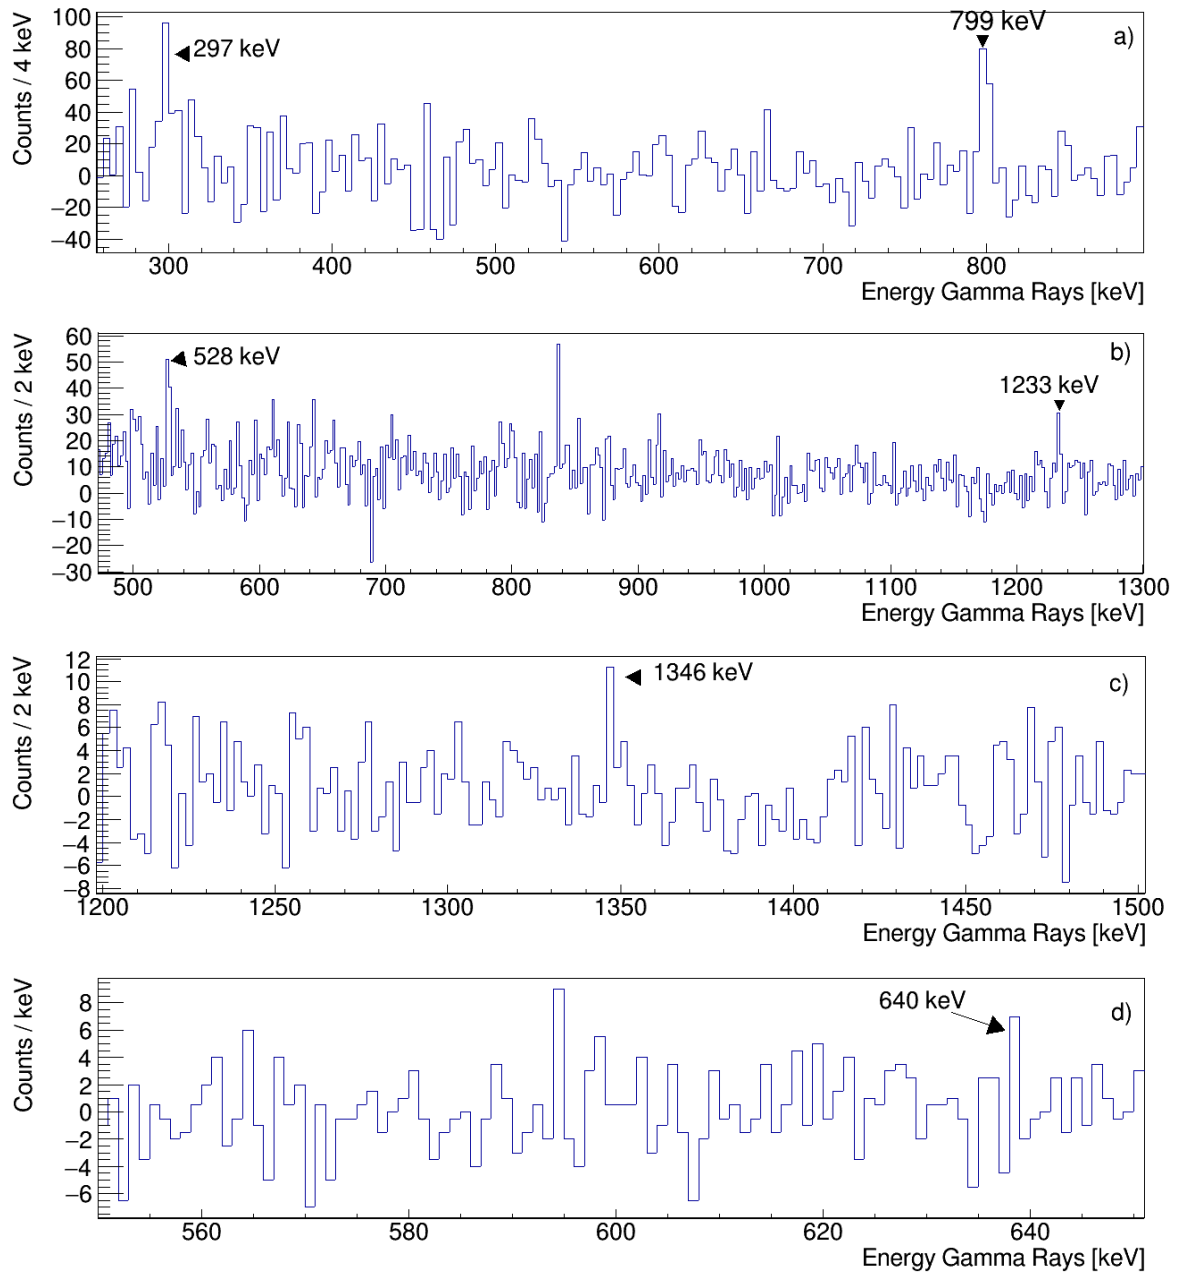 100
80
60
40
20
0
−20
−40
Counts / 4 keV
297 keV
799 keV
a)
300 400 500 600 700 800
Energy Gamma Rays [keV]
60
50
40
30
20
10
0
−10
−20
−30
Counts / 2 keV
528 keV
1233 keV
b)
500 600 700 800 900 1000 1100 1200 1300
Energy Gamma Rays [keV]
12
10
8
6
4
2
0
−2
−4
−6
−8
Counts / 2 keV
1346 keV
c)
1200 1250 1300 1350 1400 1450 1500
Energy Gamma Rays [keV]
8
6
4
2
0
−2
−4
−6
Counts / keV
640 keV
d)
560 580 600 620 640
Energy Gamma Rays [keV]